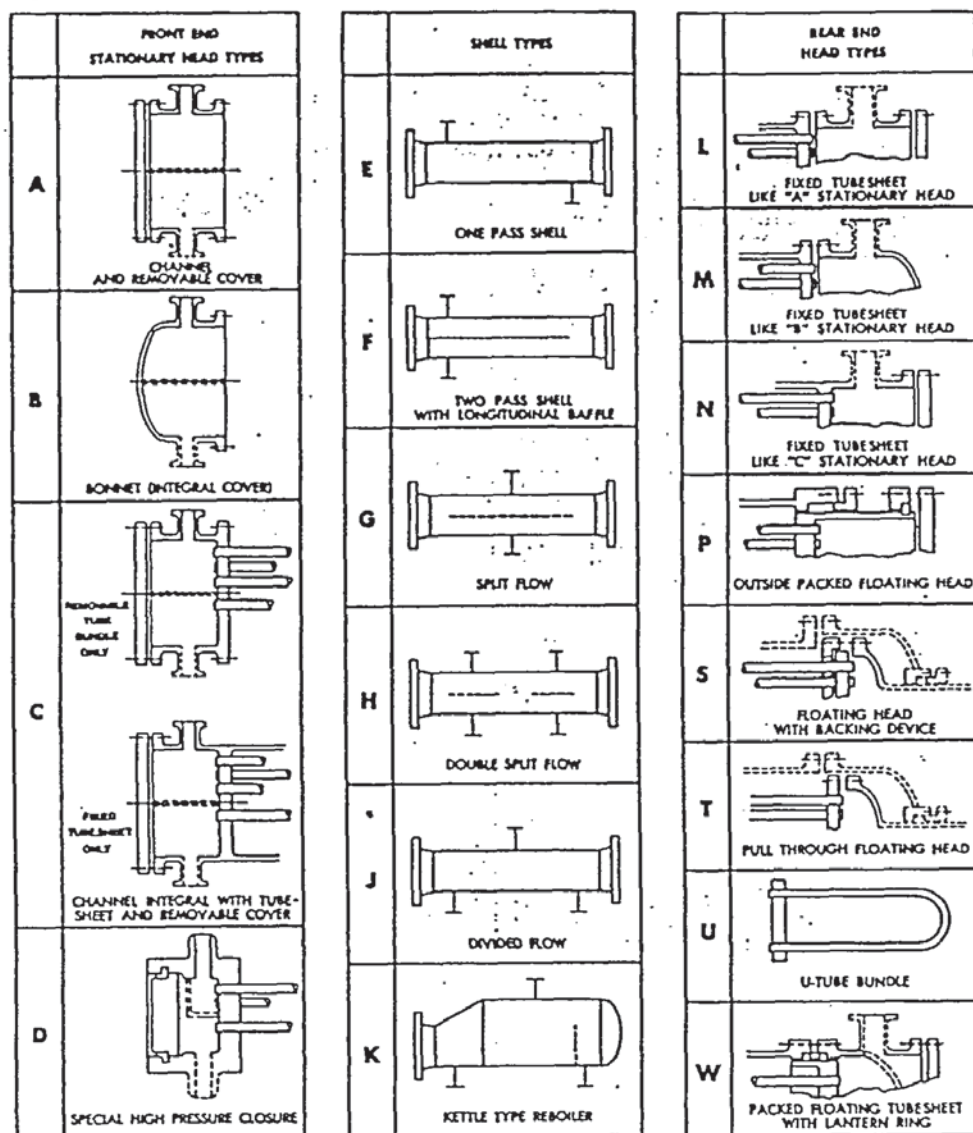 FRONT END
STATIONARY HEAD TYPES
A
CHANNEL
AND REMOVABLE COVER
B
BONNET (INTEGRAL COVER)
C
REMOVABLE
TUBE
BUNDLE
ONLY
FIXED
TUBESHEET
ONLY
CHANNEL INTEGRAL WITH TUBE-
SHEET AND REMOVABLE COVER
D
SPECIAL HIGH PRESSURE CLOSURE
SHELL TYPES
E
ONE PASS SHELL
F
TWO PASS SHELL
WITH LONGITUDINAL BAFFLE
G
SPLIT FLOW
H
DOUBLE SPLIT FLOW
J
DIVIDED FLOW
K
KETTLE TYPE REBOILER
REAR END
HEAD TYPES
L
FIXED TUBESHEET
LIKE "A" STATIONARY HEAD
M
FIXED TUBESHEET
LIKE "B" STATIONARY HEAD
N
FIXED TUBESHEET
LIKE "C" STATIONARY HEAD
P
OUTSIDE PACKED FLOATING HEAD
S
FLOATING HEAD
WITH BACKING DEVICE
T
PULL THROUGH FLOATING HEAD
U
U-TUBE BUNDLE
W
PACKED FLOATING TUBESHEET
WITH LANTERN RING